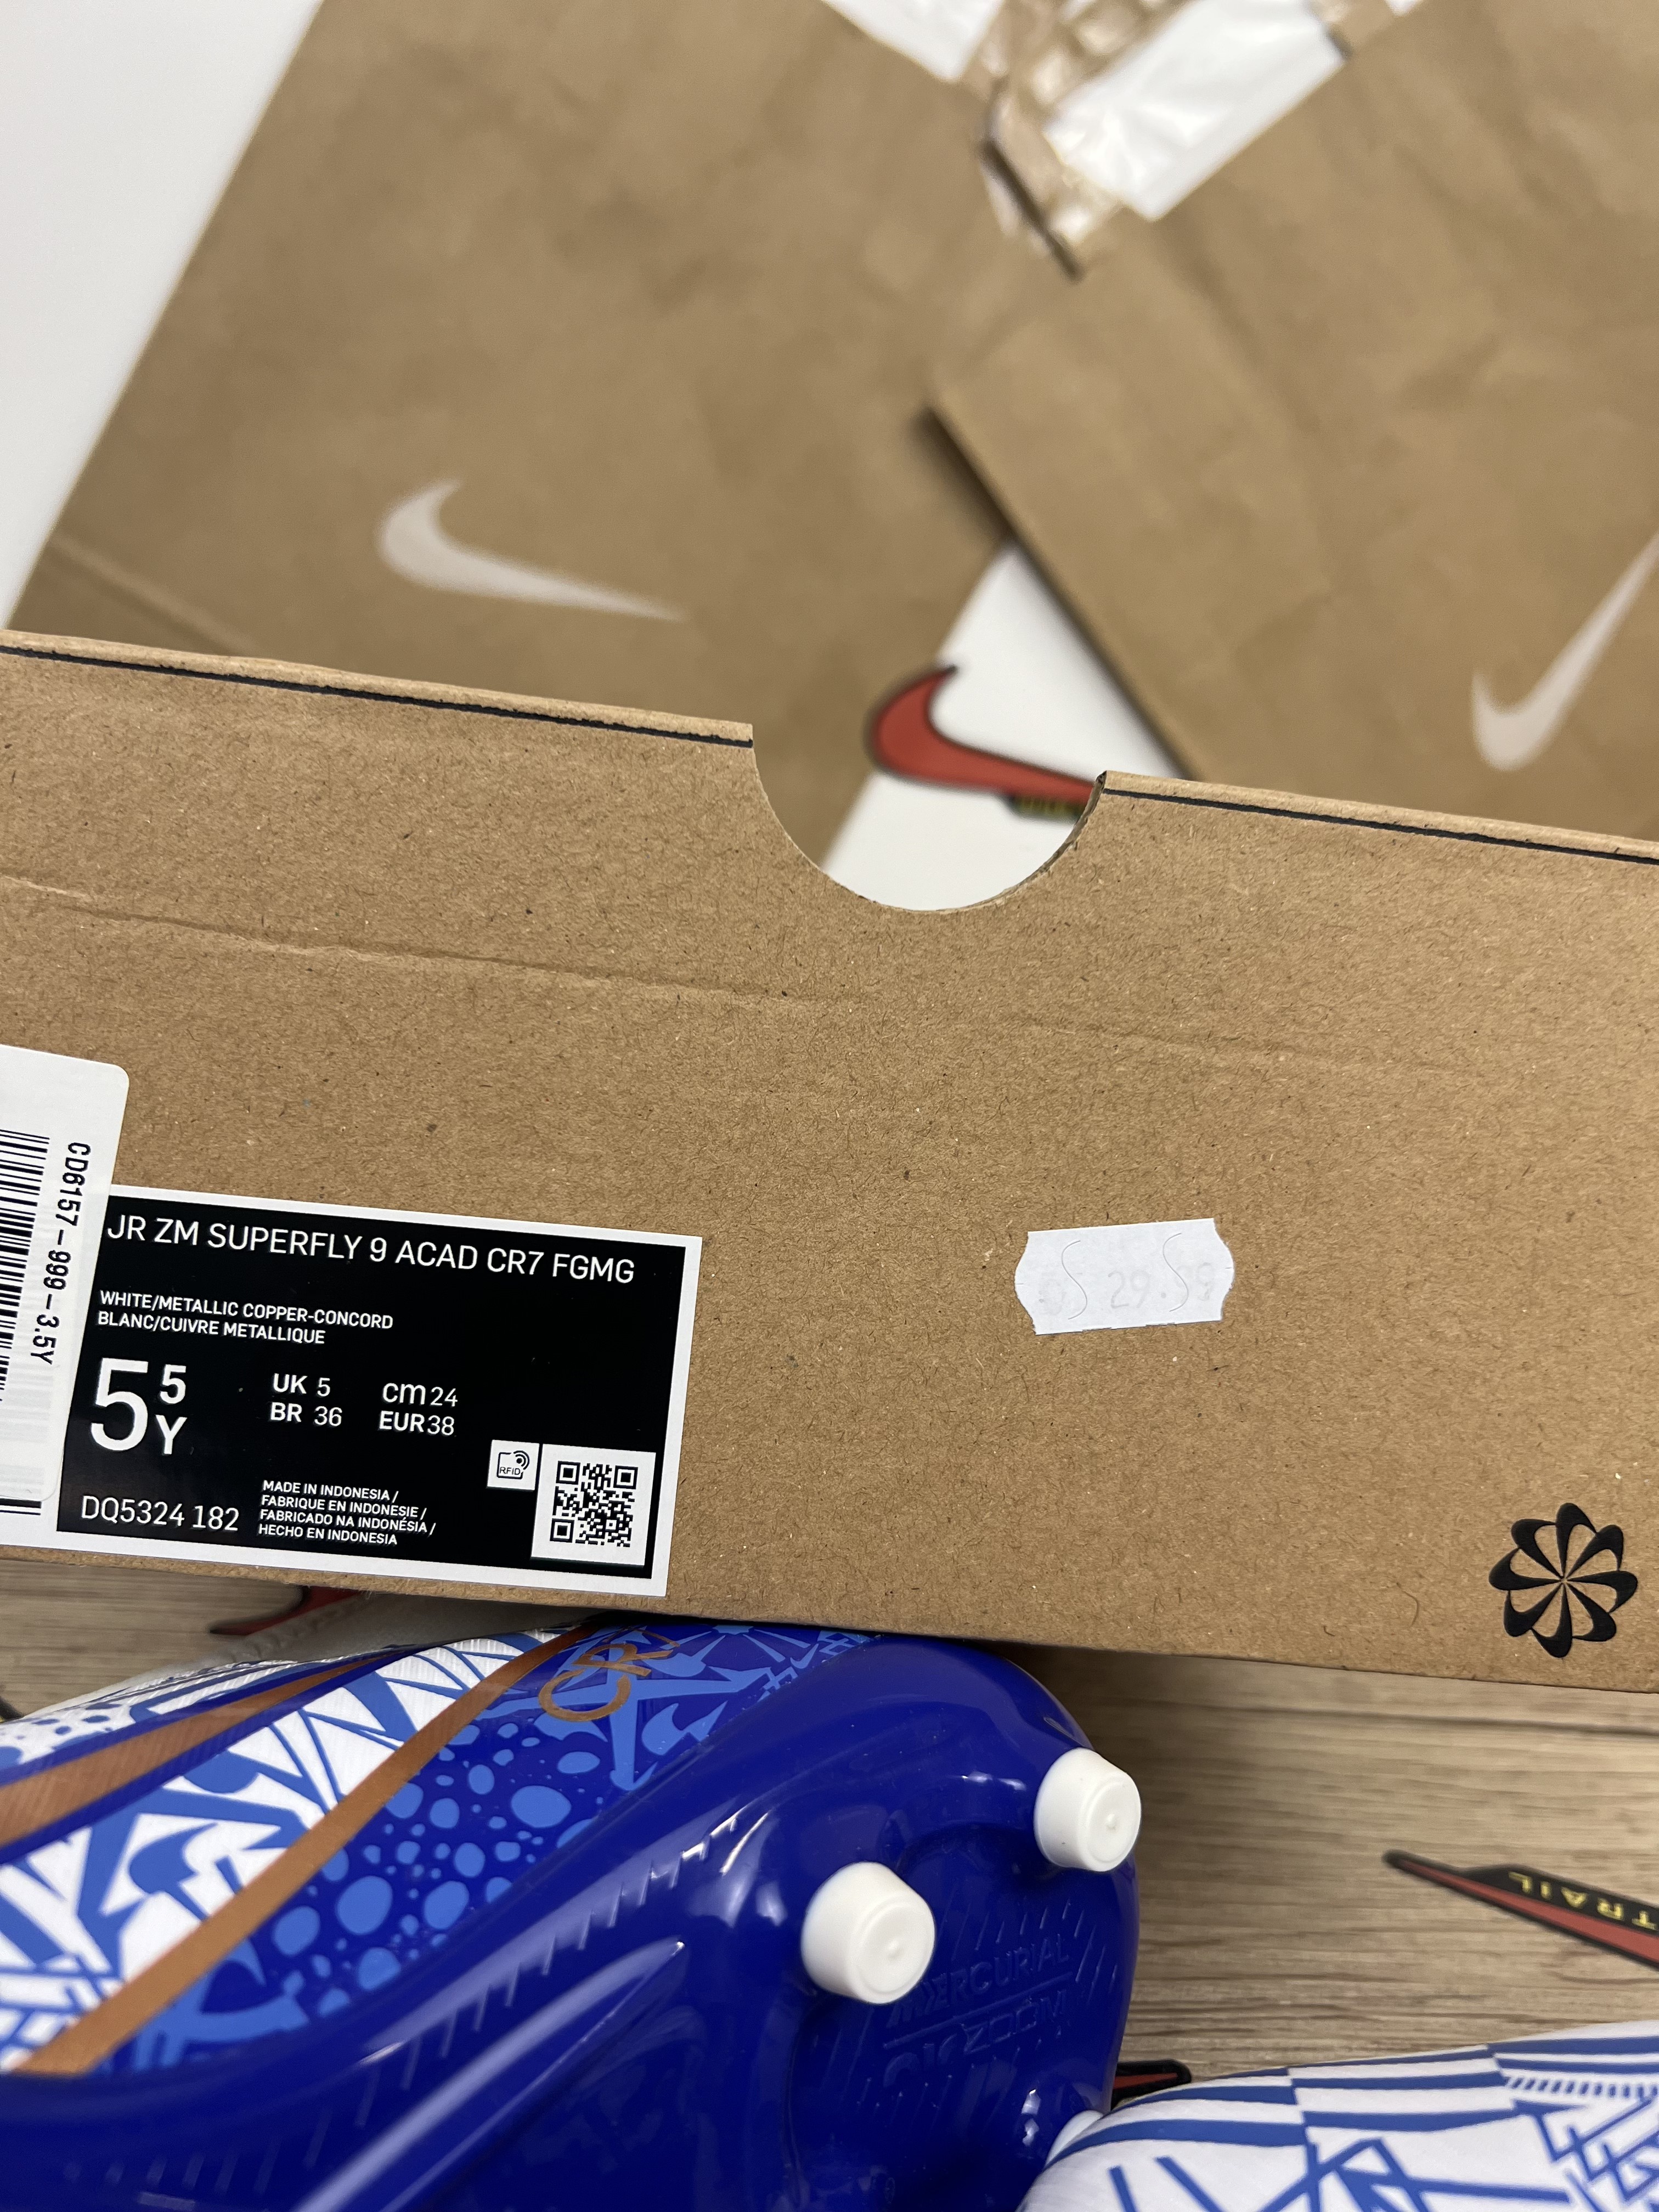 CD6157-999-3.5Y
JR ZM SUPERFLY 9 ACAD CR7 FGMG
WHITE/METALLIC COPPER-CONCORD
BLANC/CUIVRE METALLIQUE
5 5 Y
UK 5
cm 24
BR 36
EUR 38
RFID
DQ5324 182
MADE IN INDONESIA /
FABRIQUE EN INDONESIE /
FABRICADO NA INDONÉSIA /
HECHO EN INDONESIA
29.99
CR7
MERCURIAL
ZOOM
TRAIL